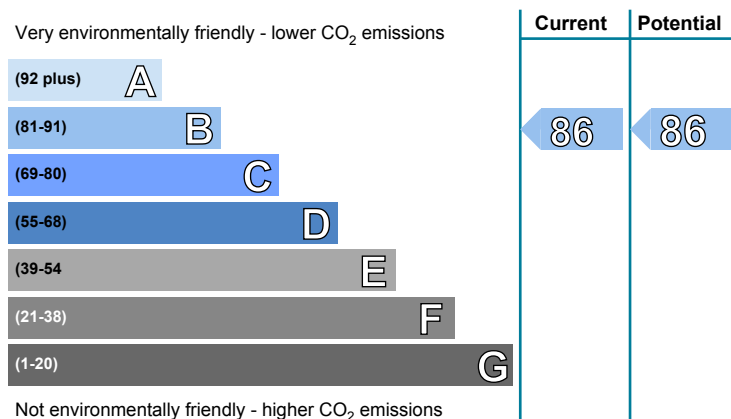 Very environmentally friendly - lower CO₂ emissions
Current Potential
(92 plus) A
(81-91) B 86 86
(69-80) C
(55-68) D
(39-54 E
(21-38) F
(1-20) G
Not environmentally friendly - higher CO₂ emissions